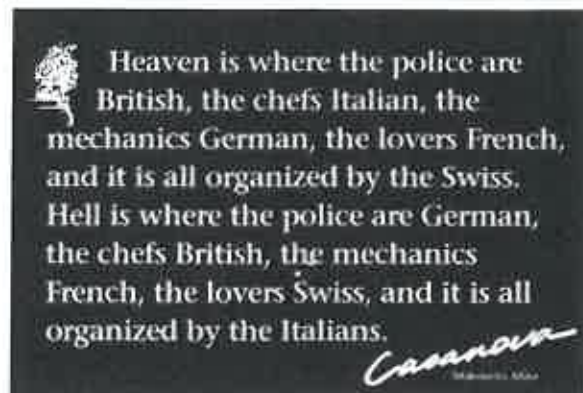 Heaven is where the police are
British, the chefs Italian, the
mechanics German, the lovers French,
and it is all organized by the Swiss.
Hell is where the police are German,
the chefs British, the mechanics
French, the lovers Swiss, and it is all
organized by the Italians.
Casanova